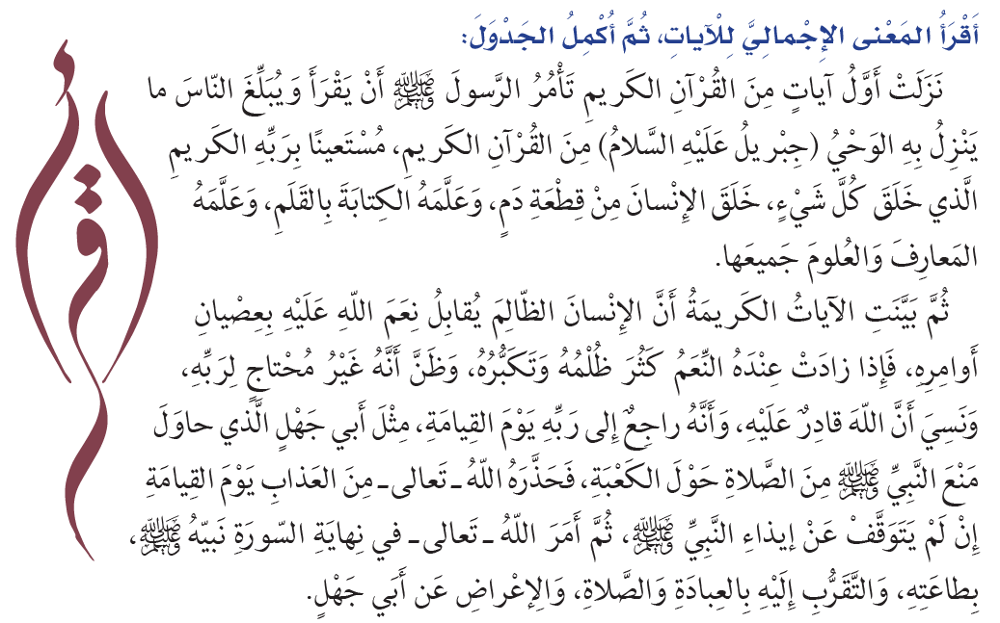 أَقْرَأُ المَعْنى الإِجْمالِيَّ لِلْآياتِ، ثُمَّ أُكْمِلُ الجَدْوَلَ:
نَزَلَتْ أَوَّلُ آياتٍ مِنَ القُرْآنِ الكَريمِ تَأْمُرُ الرَّسولَ ﷺ أَنْ يَقْرَأَ وَيُبَلِّغَ النّاسَ ما
يَنْزِلُ بِهِ الوَحْيُ (جِبْريلُ عَلَيْهِ السَّلامُ) مِنَ القُرْآنِ الكَريمِ، مُسْتَعينًا بِرَبِّهِ الكَريمِ
الَّذي خَلَقَ كُلَّ شَيْءٍ، خَلَقَ الإِنْسانَ مِنْ قِطْعَةِ دَمٍ، وَعَلَّمَهُ الكِتابَةَ بِالقَلَمِ، وَعَلَّمَهُ
المَعارِفَ وَالعُلومَ جَميعَها.
ثُمَّ بَيَّنَتِ الآياتُ الكَريمَةُ أَنَّ الإِنْسانَ الظّالِمَ يُقابِلُ نِعَمَ اللّهِ عَلَيْهِ بِعِصْيانِ
أَوامِرِهِ، فَإِذا زادَتْ عِنْدَهُ النِّعَمُ كَثُرَ ظُلْمُهُ وَتَكَبُّرُهُ، وَظَنَّ أَنَّهُ غَيْرُ مُحْتاجٍ لِرَبِّهِ،
وَنَسِيَ أَنَّ اللّهَ قادِرٌ عَلَيْهِ، وَأَنَّهُ راجِعٌ إِلى رَبِّهِ يَوْمَ القِيامَةِ، مِثْلَ أَبي جَهْلٍ الَّذي حاوَلَ
مَنْعَ النَّبِيِّ ﷺ مِنَ الصَّلاةِ حَوْلَ الكَعْبَةِ، فَحَذَّرَهُ اللّهُ ـ تَعالى ـ مِنَ العَذابِ يَوْمَ القِيامَةِ
إِنْ لَمْ يَتَوَقَّفْ عَنْ إيذاءِ النَّبِيِّ ﷺ، ثُمَّ أَمَرَ اللّهُ ـ تَعالى ـ في نِهايَةِ السّورَةِ نَبيّهُ ﷺ،
بِطاعَتِهِ، وَالتَّقَرُّبِ إِلَيْهِ بِالعِبادَةِ وَالصَّلاةِ، وَالإِعْراضِ عَن أَبَي جَهْلٍ.
اقرأ